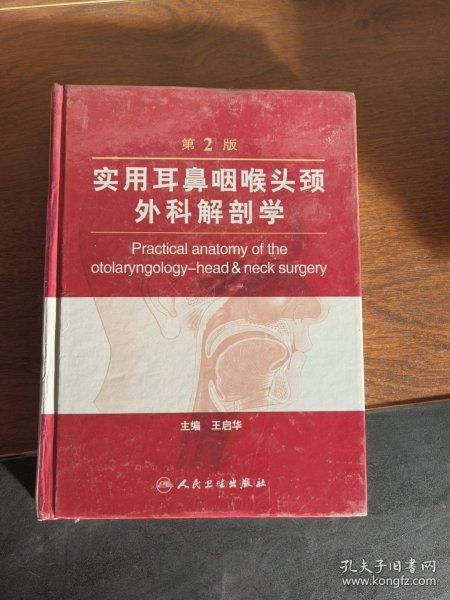 第 2 版
实用耳鼻咽喉头颈
外科解剖学
Practical anatomy of the
otolaryngology-head & neck surgery
主编 王启华
人民卫生出版社
孔夫子旧书网
www.kongfz.com